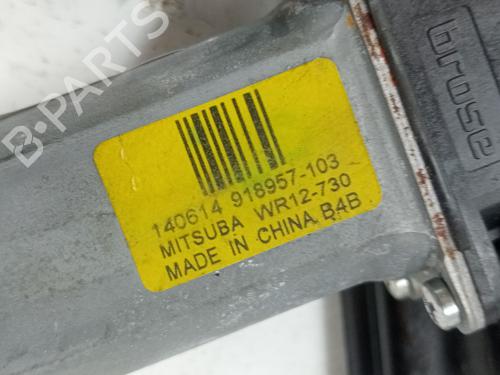 140614 918957-103
MITSUBA WR12-730
MADE IN CHINA B4B
brose
B-PARTS